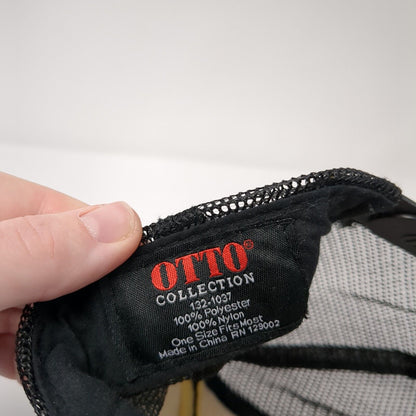 OTTO®
COLLECTION
132-1037
100% Polyester
100% Nylon
One Size Fits Most
Made in China RN 129002